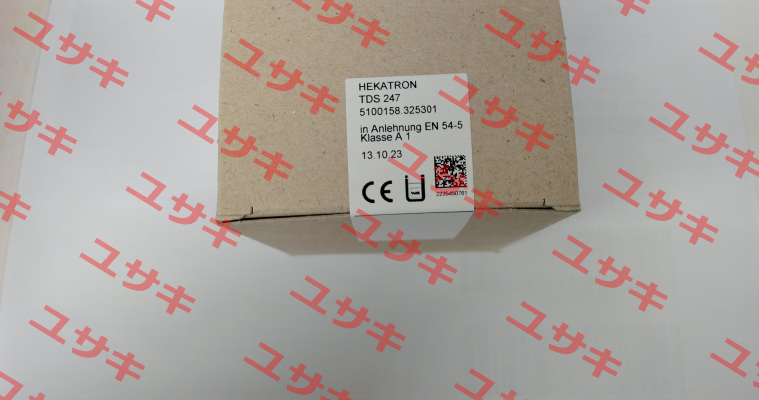 HEKATRON
TDS 247
5100158.325301
in Anlehnung EN 54-5
Klasse A 1
13.10.23
CE
2235450761
ユサキ